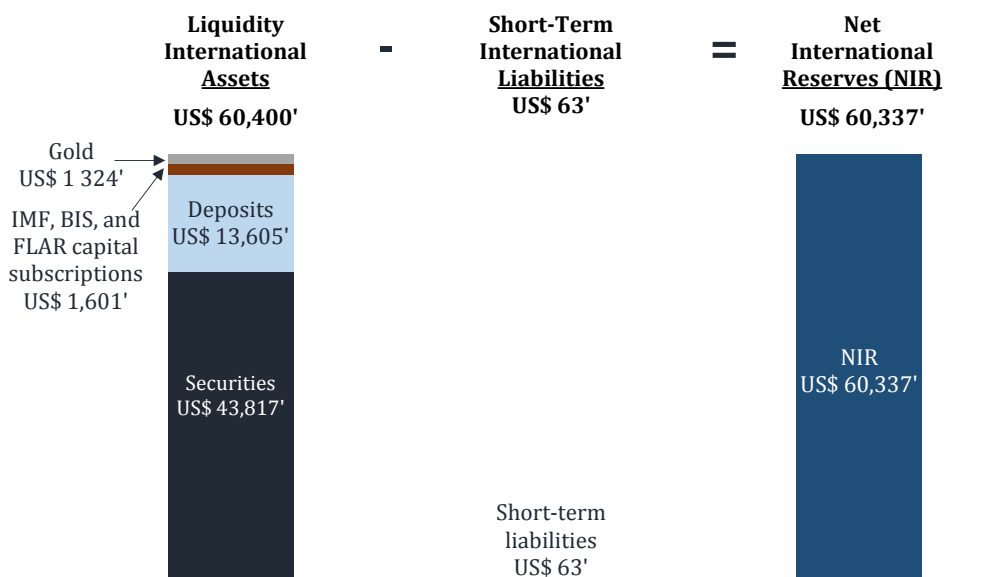 Liquidity
International
Assets
US$ 60,400'
-
Short-Term
International
Liabilities
US$ 63'
=
Net
International
Reserves (NIR)
US$ 60,337'
Gold
US$ 1 324'
IMF, BIS, and
FLAR capital
subscriptions
US$ 1,601'
Deposits
US$ 13,605'
Securities
US$ 43,817'
Short-term
liabilities
US$ 63'
NIR
US$ 60,337'